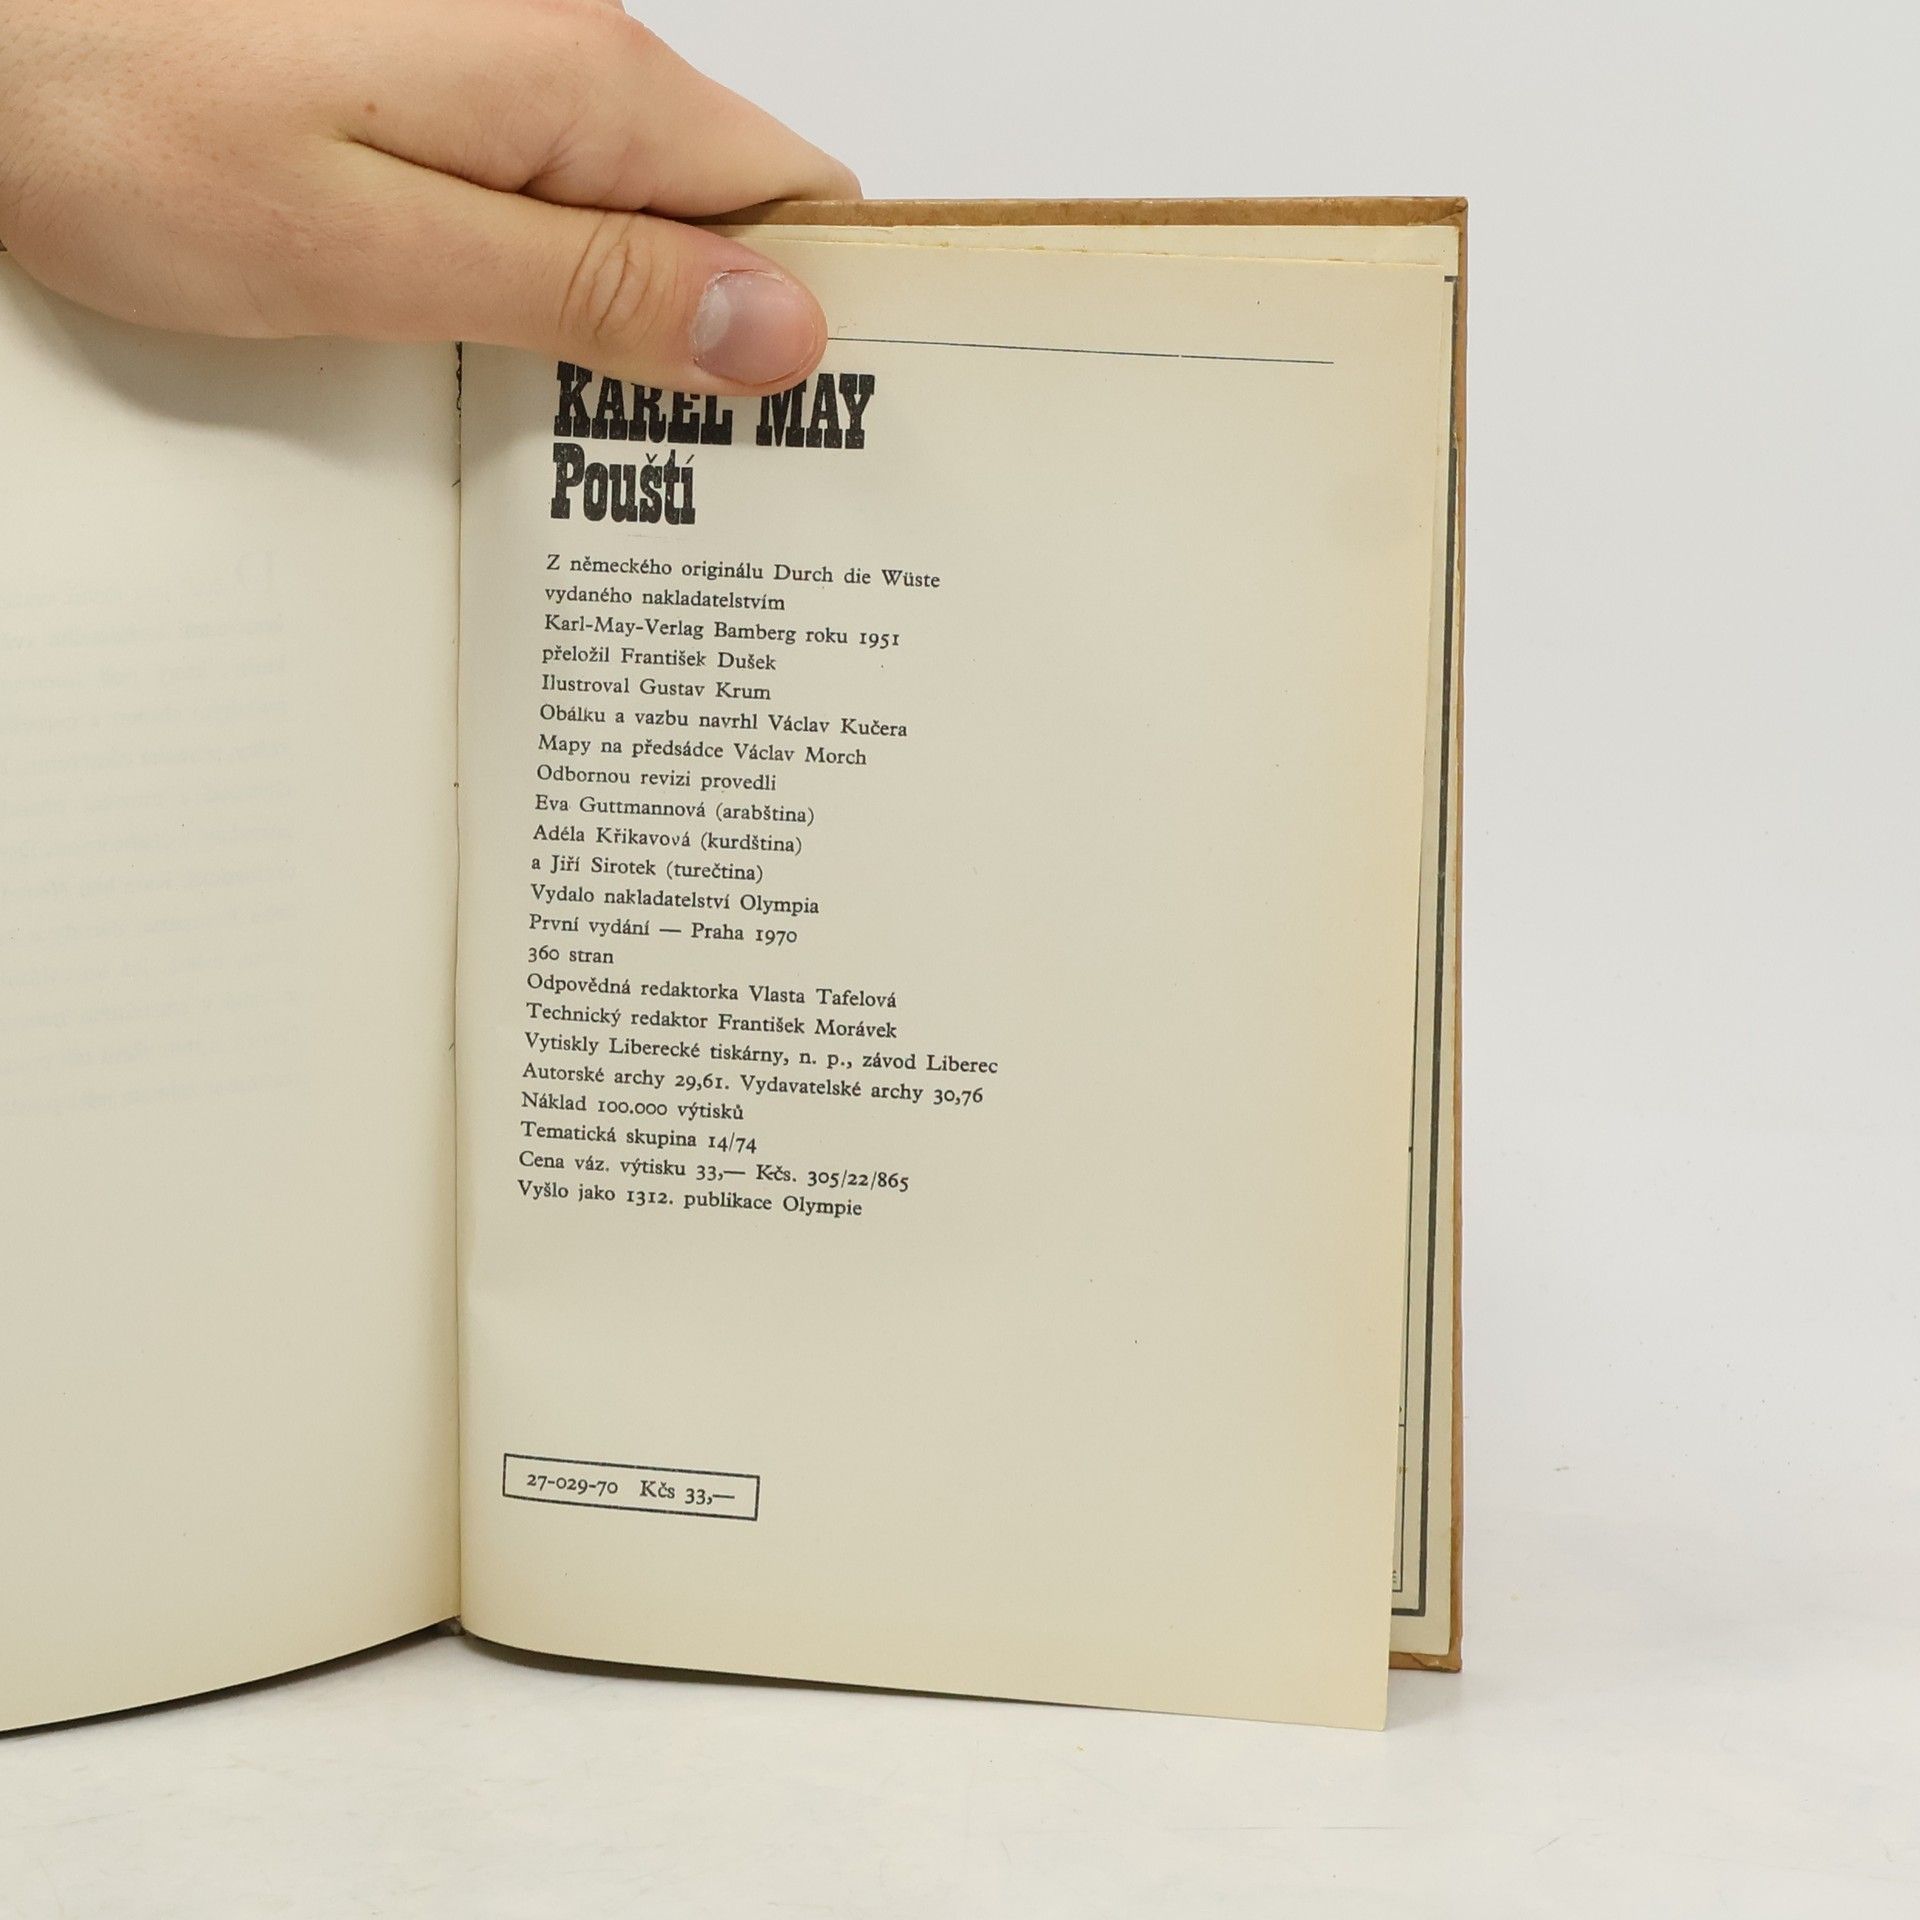 KAREL MAY
Pouští
Z německého originálu Durch die Wüste
vydaného nakladatelstvím
Karl-May-Verlag Bamberg roku 1951
přeložil František Dušek
Ilustroval Gustav Krum
Obálku a vazbu navrhl Václav Kučera
Mapy na předsádce Václav Morch
Odbornou revizi provedli
Eva Guttmannová (arabština)
Adéla Křikavová (kurdština)
a Jiří Sirotek (turečtina)
Vydalo nakladatelství Olympia
První vydání — Praha 1970
360 stran
Odpovědná redaktorka Vlasta Tafelová
Technický redaktor František Morávek
Vytiskly Liberecké tiskárny, n. p., závod Liberec
Autorské archy 29,61. Vydavatelské archy 30,76
Náklad 100.000 výtisků
Tematická skupina 14/74
Cena váz. výtisku 33,— Kčs. 305/22/865
Vyšlo jako 1312. publikace Olympie
27-029-70 Kčs 33,—